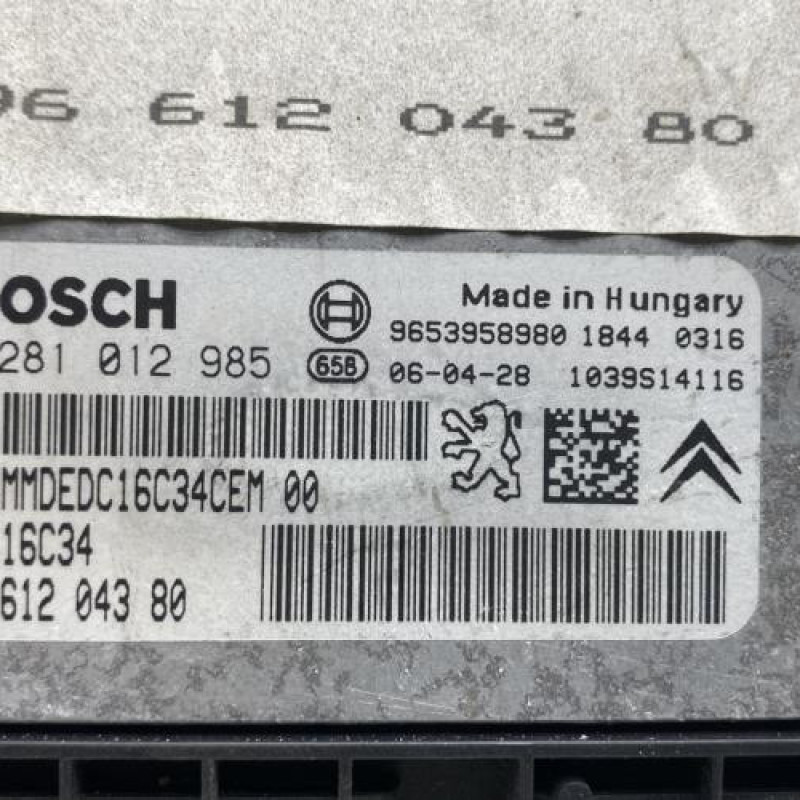 96 612 043 80
OSCH
Made in Hungary
9653958980 1844 0316
281 012 985 65B 06-04-28 1039S14116
MMDEDC16C34CEM 00
16C34
612 043 80